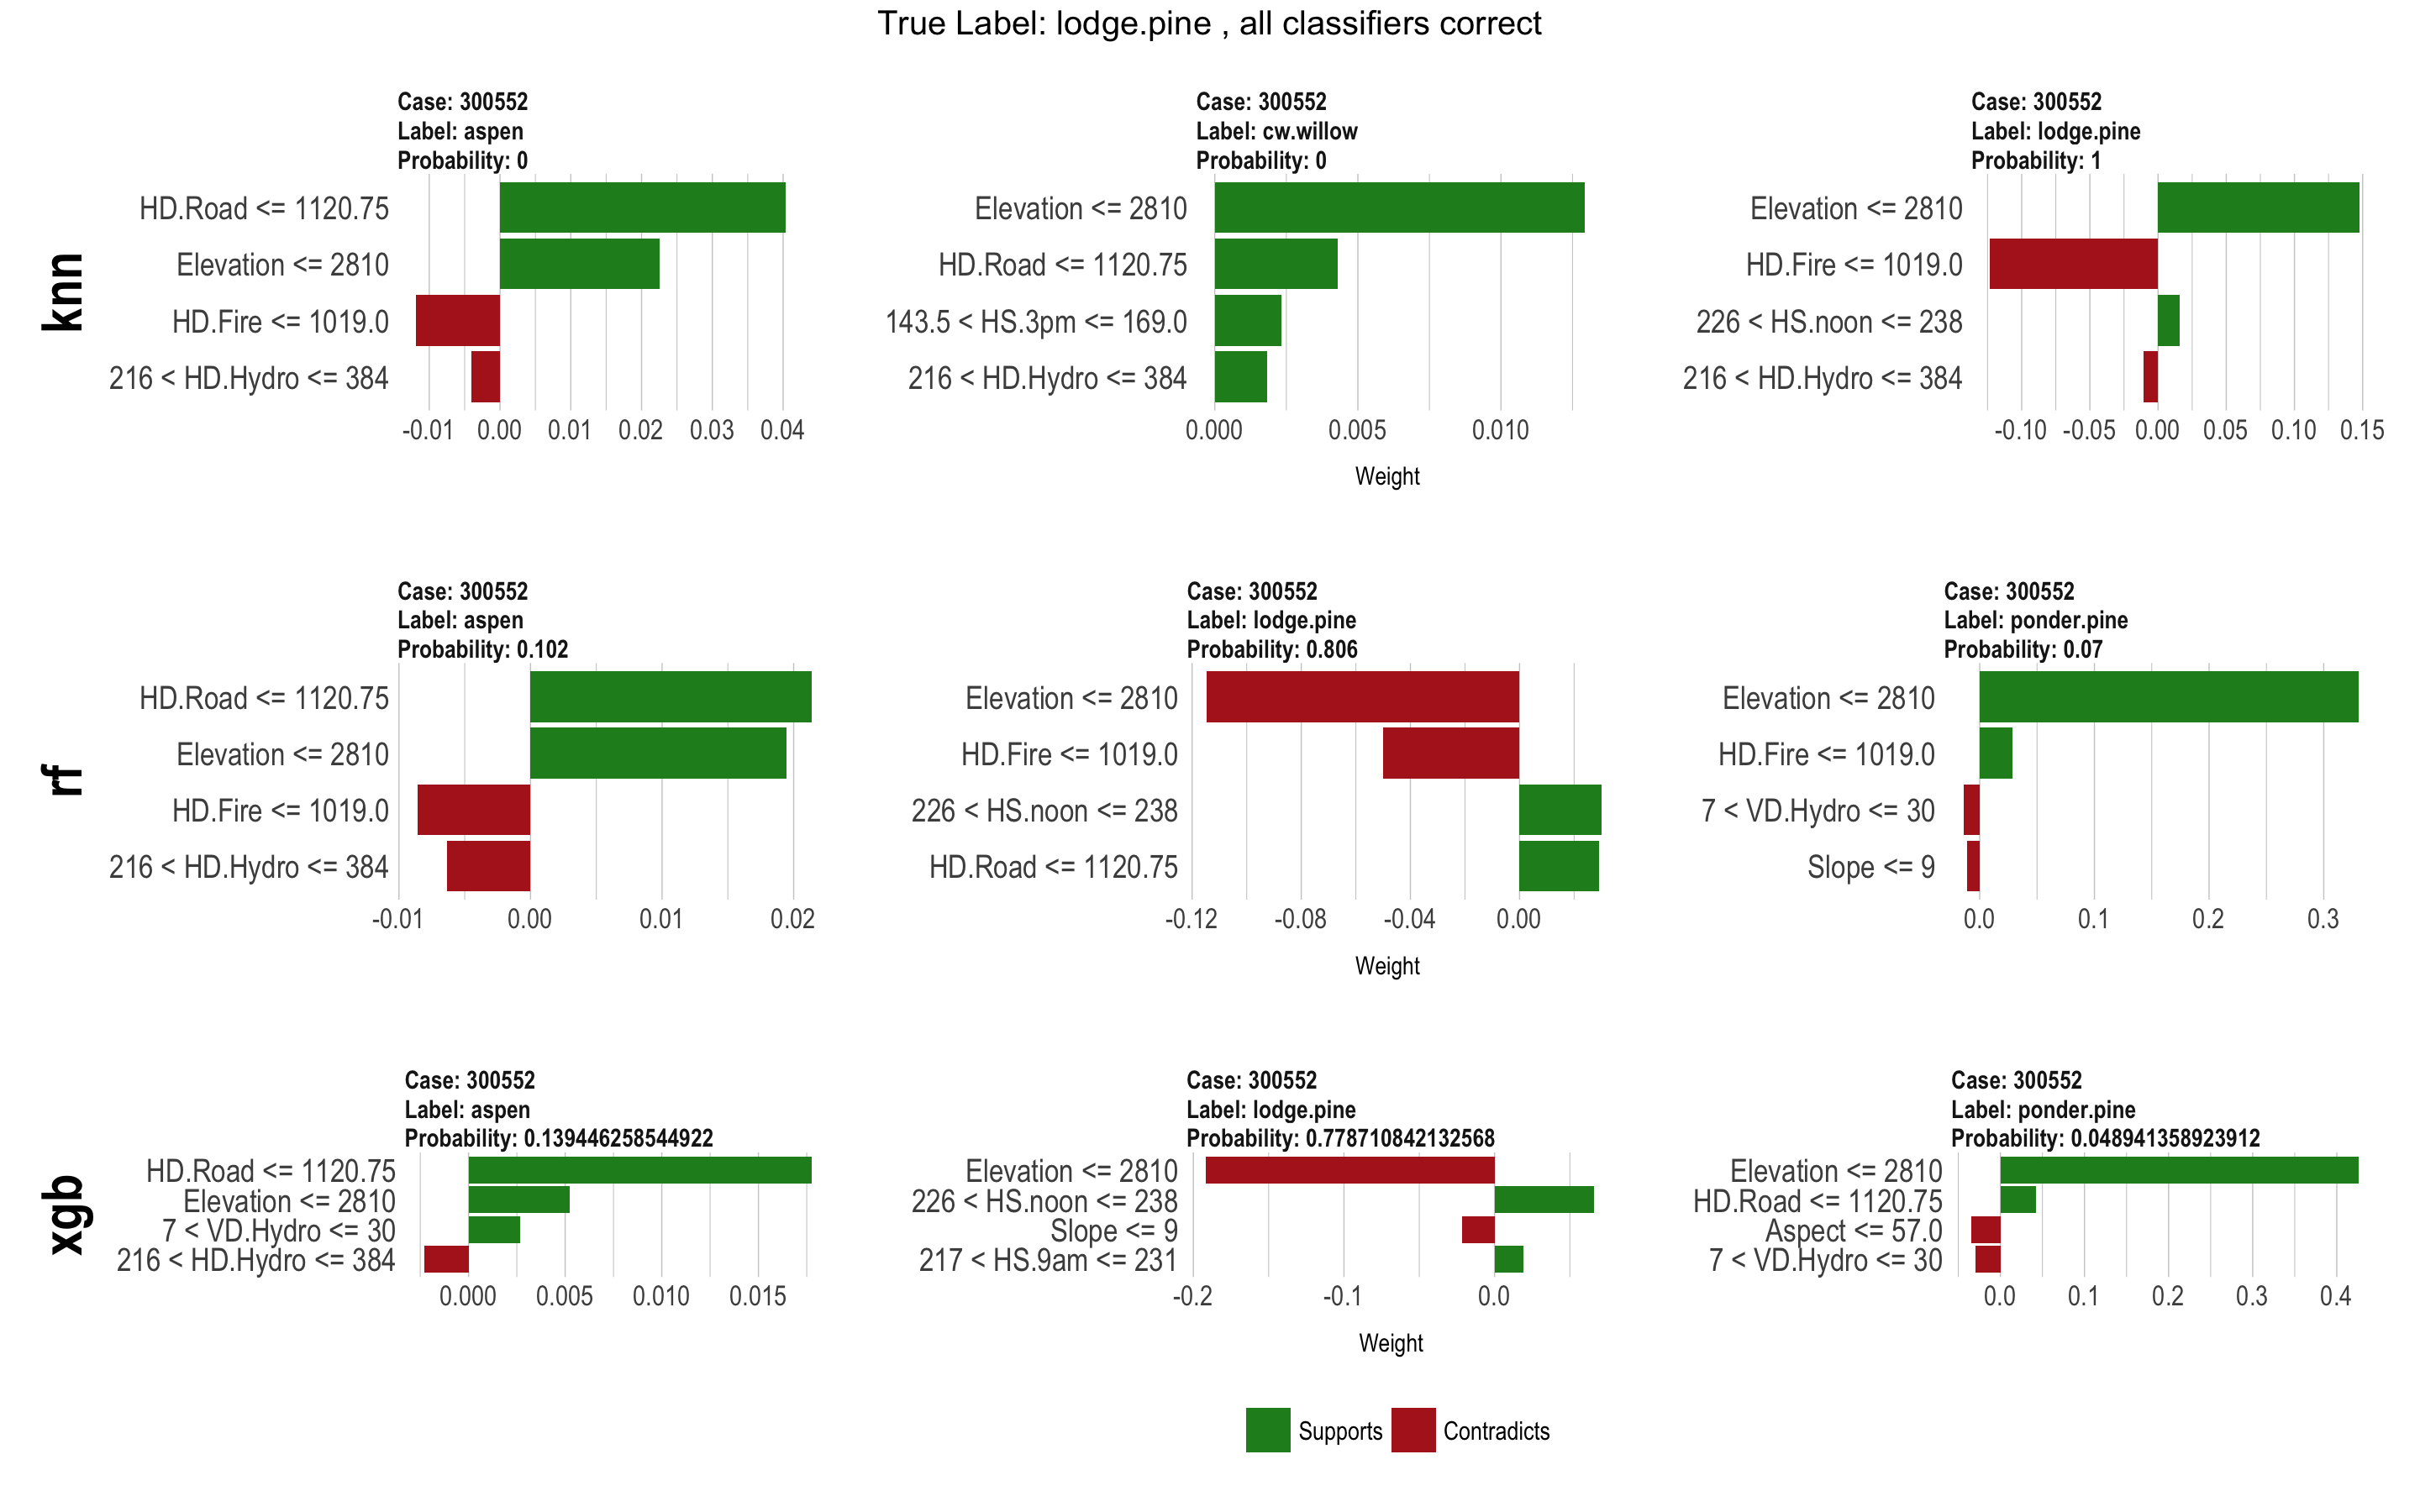 True Label: lodge.pine , all classifiers correct
knn
Case: 300552
Label: aspen
Probability: 0
HD.Road <= 1120.75
Elevation <= 2810
HD.Fire <= 1019.0
216 < HD.Hydro <= 384
-0.01 0.00 0.01 0.02 0.03 0.04
Case: 300552
Label: cw.willow
Probability: 0
Elevation <= 2810
HD.Road <= 1120.75
143.5 < HS.3pm <= 169.0
216 < HD.Hydro <= 384
0.000 0.005 0.010
Case: 300552
Label: lodge.pine
Probability: 1
Elevation <= 2810
HD.Fire <= 1019.0
226 < HS.noon <= 238
216 < HD.Hydro <= 384
-0.10 -0.05 0.00 0.05 0.10 0.15
Weight
rf
Case: 300552
Label: aspen
Probability: 0.102
HD.Road <= 1120.75
Elevation <= 2810
HD.Fire <= 1019.0
216 < HD.Hydro <= 384
-0.01 0.00 0.01 0.02
Case: 300552
Label: lodge.pine
Probability: 0.806
Elevation <= 2810
HD.Fire <= 1019.0
226 < HS.noon <= 238
HD.Road <= 1120.75
-0.12 -0.08 -0.04 0.00
Case: 300552
Label: ponder.pine
Probability: 0.07
Elevation <= 2810
HD.Fire <= 1019.0
7 < VD.Hydro <= 30
Slope <= 9
0.0 0.1 0.2 0.3
Weight
xgb
Case: 300552
Label: aspen
Probability: 0.139446258544922
HD.Road <= 1120.75
Elevation <= 2810
7 < VD.Hydro <= 30
216 < HD.Hydro <= 384
0.000 0.005 0.010 0.015
Case: 300552
Label: lodge.pine
Probability: 0.778710842132568
Elevation <= 2810
226 < HS.noon <= 238
Slope <= 9
217 < HS.9am <= 231
-0.2 -0.1 0.0
Case: 300552
Label: ponder.pine
Probability: 0.048941358923912
Elevation <= 2810
HD.Road <= 1120.75
Aspect <= 57.0
7 < VD.Hydro <= 30
0.0 0.1 0.2 0.3 0.4
Weight
Supports Contradicts